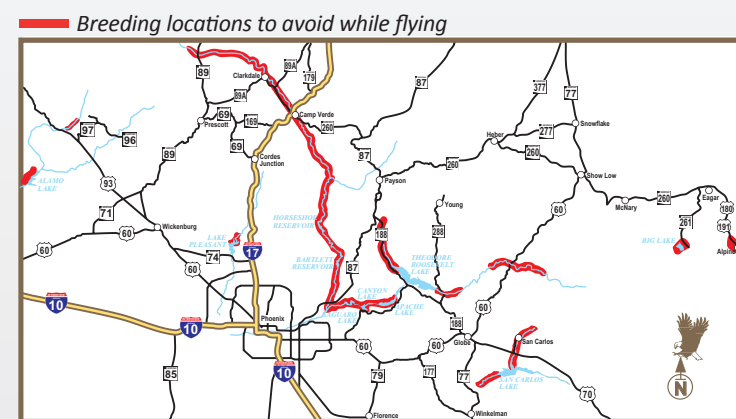 Breeding locations to avoid while flying
89
Clarkdale
89A
179
89A
87
377
77
97
96
Prescott
69
169
Camp Verde
260
Heber
277
Snowflake
89
69
Cordes
Junction
87
260
260
ALAMO
LAKE
93
Payson
Show Low
71
Young
McNary
260
Eagar
180
191
261
Alpine
BIG LAKE
60
60
Wickenburg
LAKE
PLEASANT
HORSESHOE
RESERVOIR
188
288
60
74
17
BARTLETT
RESERVOIR
87
THEODORE
ROOSEVELT
LAKE
60
CANYON
LAKE
APACHE
LAKE
SAGUARO
LAKE
10
10
Phoenix
188
60
60
Globe
San Carlos
85
10
79
177
77
SAN CARLOS
LAKE
70
Florence
Winkelman
N